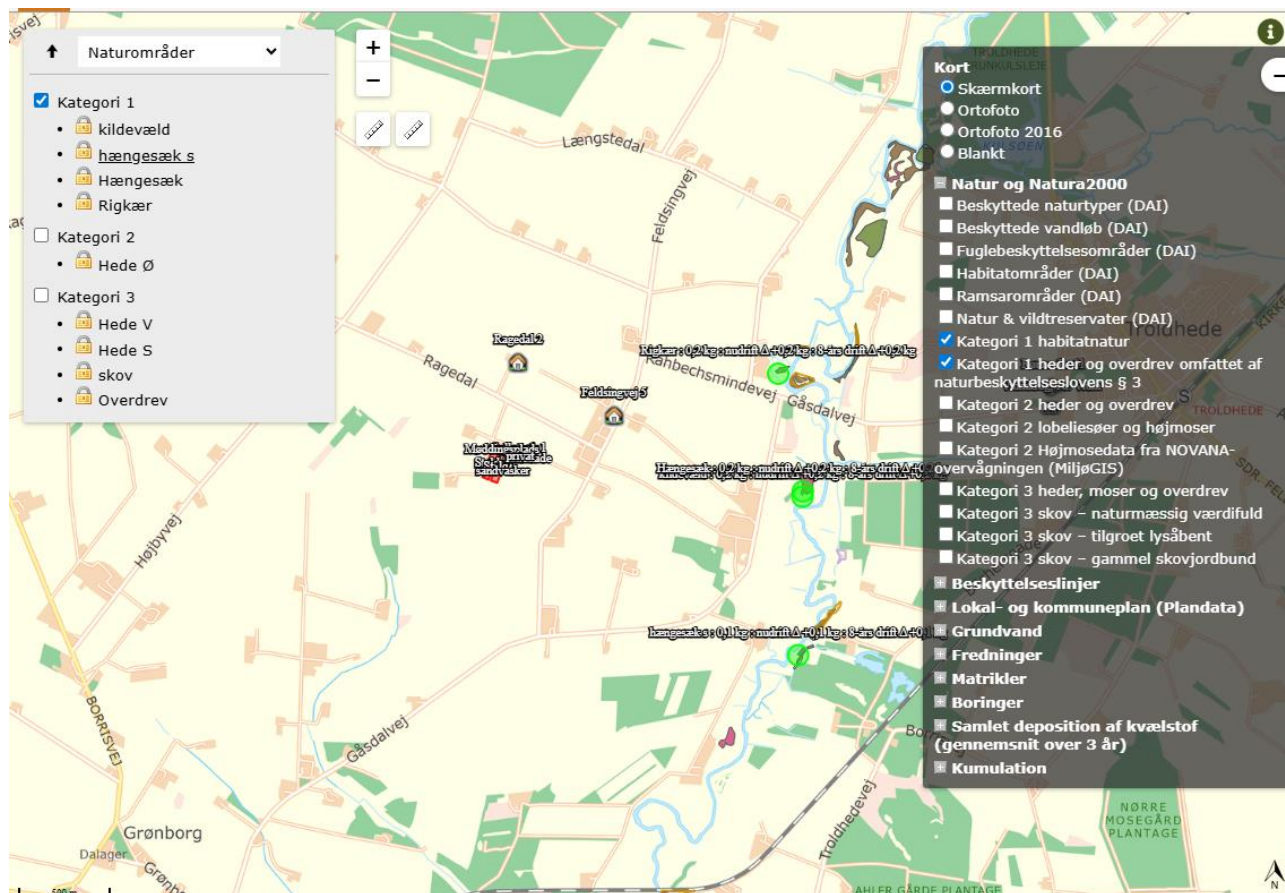 Naturområder
Kategori 1
kildevæld
hængesæk s
Hængesæk
Rigkær
Kategori 2
Hede Ø
Kategori 3
Hede V
Hede S
skov
Overdrev
+
−
Længstedal
Feldsingvej
Ragedal 2
Ragedal
Rigkær : 0,2 kg : nudrift Δ +0,2 kg : 8-års drift Δ +0,2 kg
Rahbechsmindevej
Gåsdalvej
Feldsingvej 5
Møddingsplads 1
privat
sandvasker
Hængesæk : 0,2 kg : nudrift Δ +0,2 kg : 8-års drift Δ +0,2 kg
Højbyvej
hængesæk s : 0,1 kg : nudrift Δ +0,1 kg : 8-års drift Δ +0,1
BORRISVEJ
Gåsdalvej
Grønborg
Dalager
Troldhedevej
AHLER GÅRDE PLANTAGE
NØRRE
MOSEGÅRD
PLANTAGE
Troldhede
TROLDHEDE
Kort
Skærmkort
Ortofoto
Ortofoto 2016
Blankt
Natur og Natura2000
Beskyttede naturtyper (DAI)
Beskyttede vandløb (DAI)
Fuglebeskyttelsesområder (DAI)
Habitatområder (DAI)
Ramsarområder (DAI)
Natur & vildtreservater (DAI)
Kategori 1 habitatnatur
Kategori 1 heder og overdrev omfattet af
naturbeskyttelseslovens § 3
Kategori 2 heder og overdrev
Kategori 2 lobeliesøer og højmoser
Kategori 2 Højmosedata fra NOVANA-
overvågningen (MiljøGIS)
Kategori 3 heder, moser og overdrev
Kategori 3 skov – naturmæssig værdifuld
Kategori 3 skov – tilgroet lysåbent
Kategori 3 skov – gammel skovjordbund
Beskyttelseslinjer
Lokal- og kommuneplan (Plandata)
Grundvand
Fredninger
Matrikler
Boringer
Samlet deposition af kvælstof
(gennemsnit over 3 år)
Kumulation